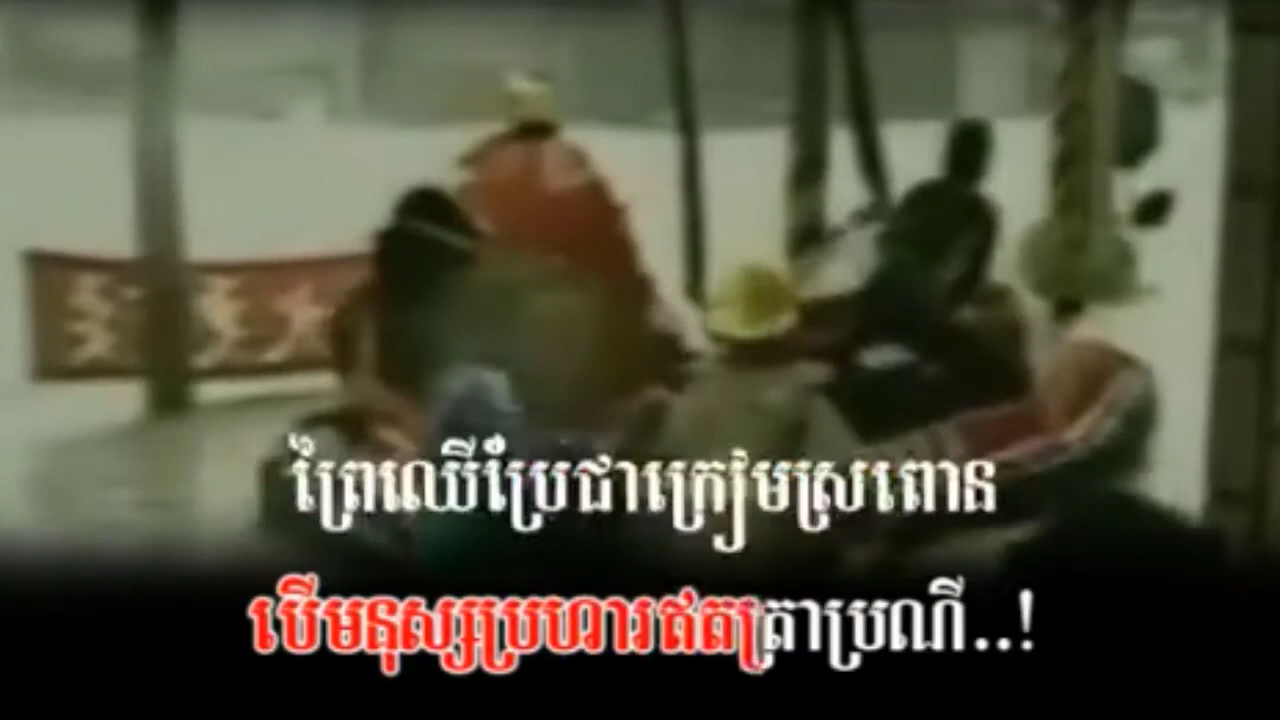 ព្រៃឈើប្រែជាក្រៀមស្រពោន
បើមនុស្សប្រហារឥតត្រាប្រណី..!